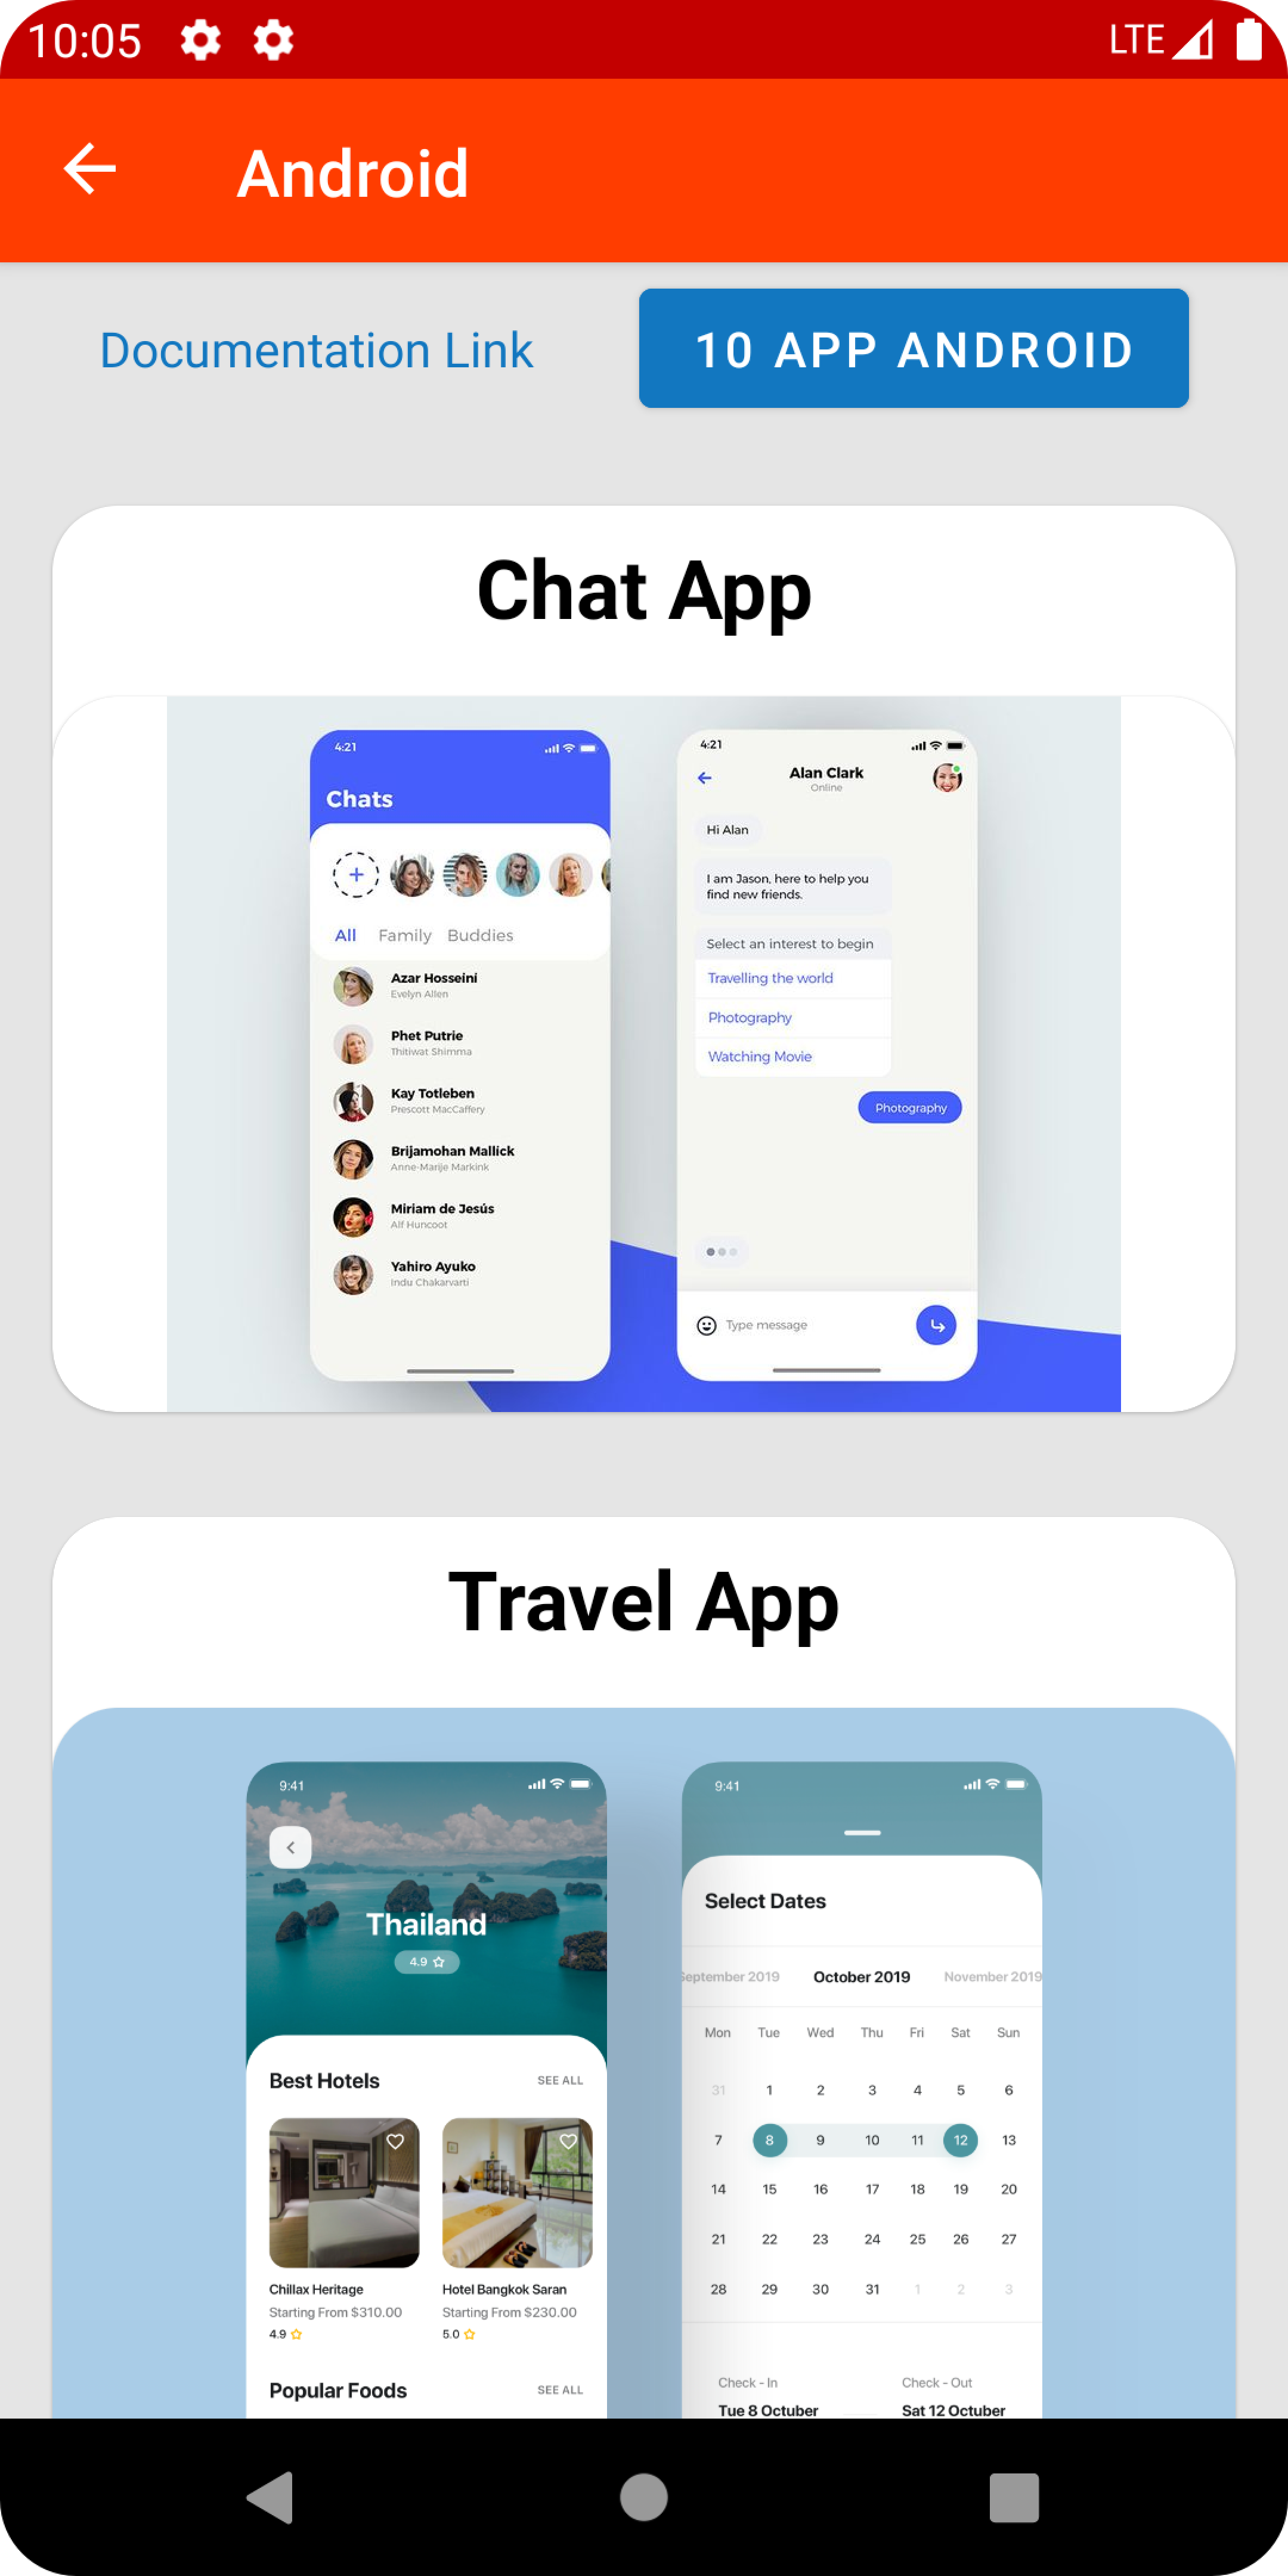 10:05
LTE
Android
Documentation Link
10 APP ANDROID
Chat App
4:21
Chats
All Family Buddies
Azar Hosseini
Evelyn Allen
Phet Putrie
Thitiwat Shimma
Kay Totleben
Prescott MacCaffery
Brijamohan Mallick
Anne-Marije Markink
Miriam de Jesús
Alf Huncoot
Yahiro Ayuko
Indu Chakarvarti
4:21
Alan Clark
Online
Hi Alan
I am Jason, here to help you
find new friends.
Select an interest to begin
Travelling the world
Photography
Watching Movie
Photography
Type message
Travel App
9:41
Thailand
4.9
Best Hotels SEE ALL
Chillax Heritage
Starting From $310.00
4.9
Hotel Bangkok Saran
Starting From $230.00
5.0
Popular Foods SEE ALL
9:41
Select Dates
September 2019 October 2019 November 2019
Mon Tue Wed Thu Fri Sat Sun
31 1 2 3 4 5 6
7 8 9 10 11 12 13
14 15 16 17 18 19 20
21 22 23 24 25 26 27
28 29 30 31 1 2 3
Check - In Check - Out
Tue 8 Octuber Sat 12 Octuber